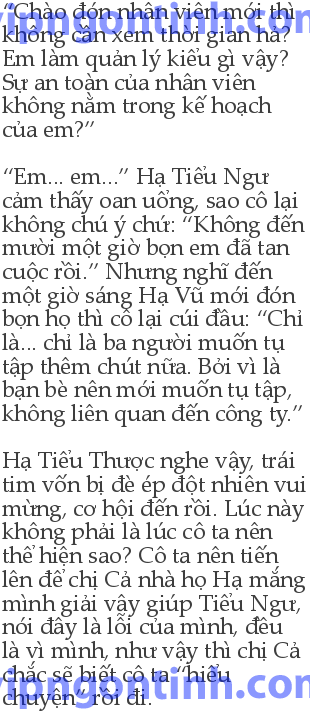 “Chào đón nhân viên mới thì
không cần xem thời gian hả?
Em làm quản lý kiểu gì vậy?
Sự an toàn của nhân viên
không nằm trong kế hoạch
của em?”
“Em... em...” Hạ Tiểu Ngư
cảm thấy oan uổng, sao cô lại
không chú ý chứ: “Không đến
mười một giờ bọn em đã tan
cuộc rồi.” Nhưng nghĩ đến
một giờ sáng Hạ Vũ mới đón
bọn họ thì cô lại cúi đầu: “Chỉ
là... chỉ là ba người muốn tụ
tập thêm chút nữa. Bởi vì là
bạn bè nên mới muốn tụ tập,
không liên quan đến công ty.”
Hạ Tiểu Thược nghe vậy, trái
tim vốn bị đè ép đột nhiên vui
mừng, cơ hội đến rồi. Lúc này
không phải là lúc cô ta nên
thể hiện sao? Cô ta nên tiến
lên để chị Cả nhà họ Hạ mắng
mình giải vây giúp Tiểu Ngư,
nói đây là lỗi của mình, đều
là vì mình, như vậy thì chị Cả
chắc sẽ biết cô ta “hiểu
chuyện” rồi đi.
vipngontinh.com
vipngontinh.com